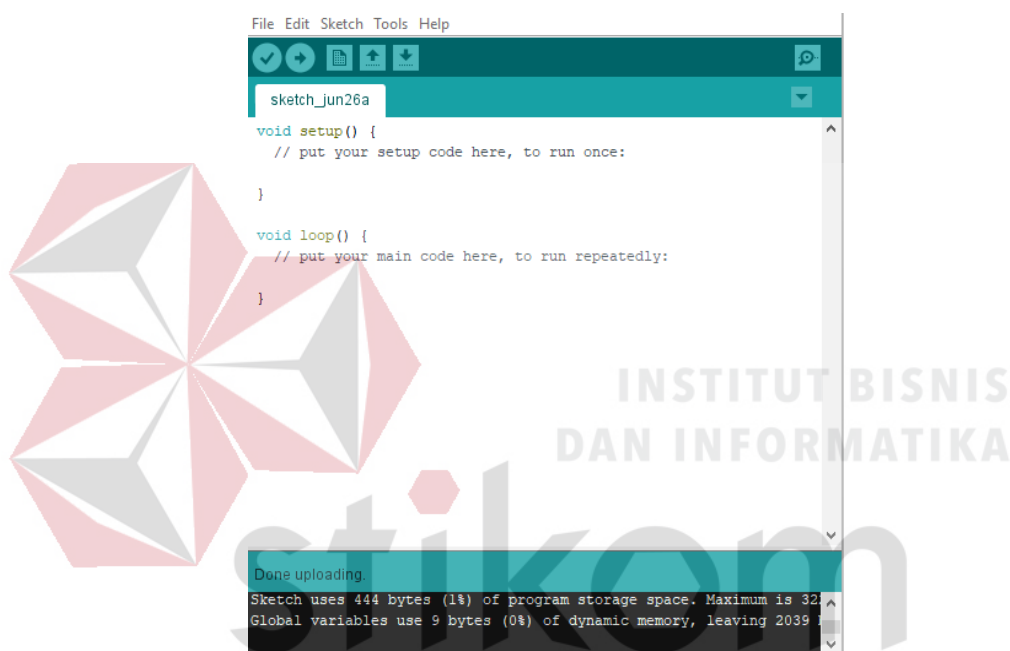 File Edit Sketch Tools Help
sketch_jun26a
void setup() {
  // put your setup code here, to run once:
}
void loop() {
  // put your main code here, to run repeatedly:
}
INSTITUT BISNIS
DAN INFORMATIKA
stikom
Done uploading.
Sketch uses 444 bytes (1%) of program storage space. Maximum is
Global variables use 9 bytes (0%) of dynamic memory, leaving 2039